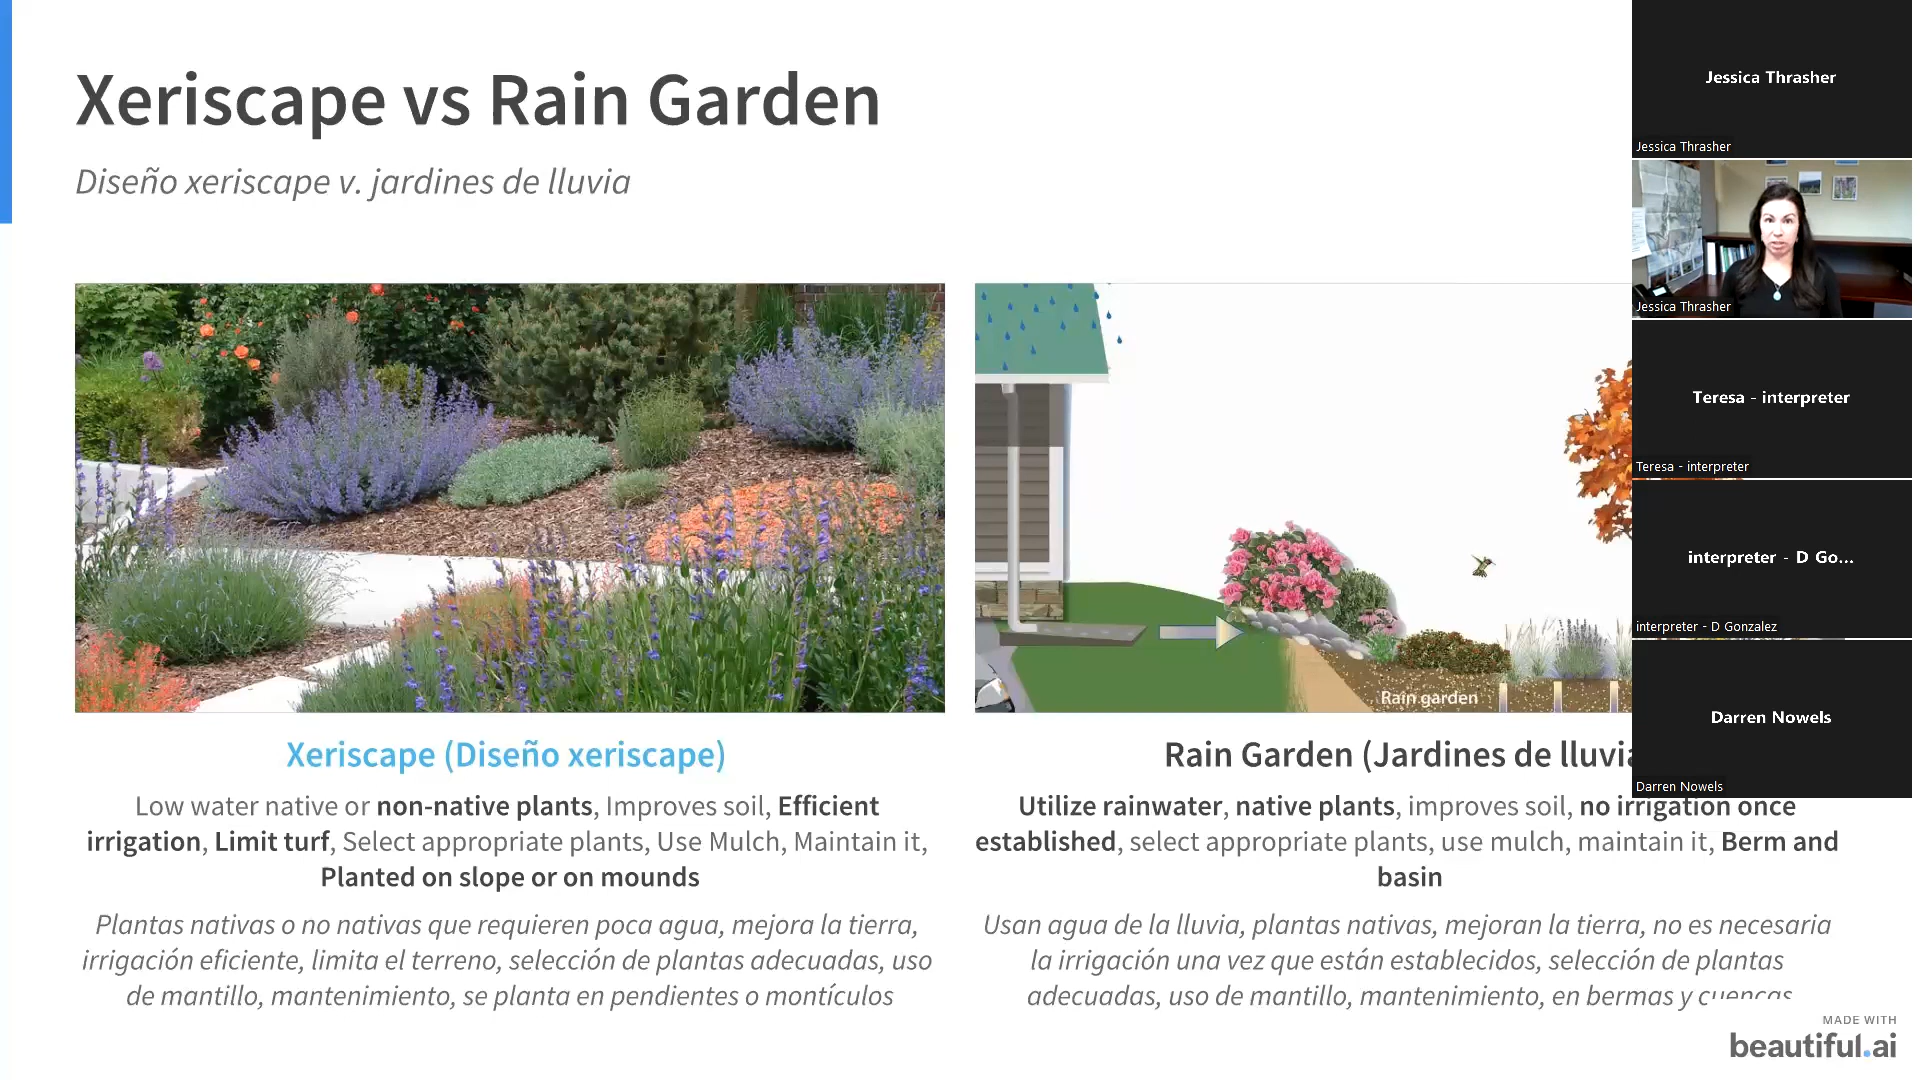 Xeriscape vs Rain Garden
Diseño xeriscape v. jardines de lluvia
Rain garden
Xeriscape (Diseño xeriscape)
Low water native or non-native plants, Improves soil, Efficient
irrigation, Limit turf, Select appropriate plants, Use Mulch, Maintain it,
Planted on slope or on mounds
Plantas nativas o no nativas que requieren poca agua, mejora la tierra,
irrigación eficiente, limita el terreno, selección de plantas adecuadas, uso
de mantillo, mantenimiento, se planta en pendientes o montículos
Rain Garden (Jardines de lluvia
Utilize rainwater, native plants, improves soil, no irrigation once
established, select appropriate plants, use mulch, maintain it, Berm and
basin
Usan agua de la lluvia, plantas nativas, mejoran la tierra, no es necesaria
la irrigación una vez que están establecidos, selección de plantas
adecuadas, uso de mantillo, mantenimiento, en bermas y cuencas
MADE WITH
beautiful.ai
Jessica Thrasher
Jessica Thrasher
Jessica Thrasher
Teresa - interpreter
Teresa - interpreter
interpreter - D Go...
interpreter - D Gonzalez
Darren Nowels
Darren Nowels